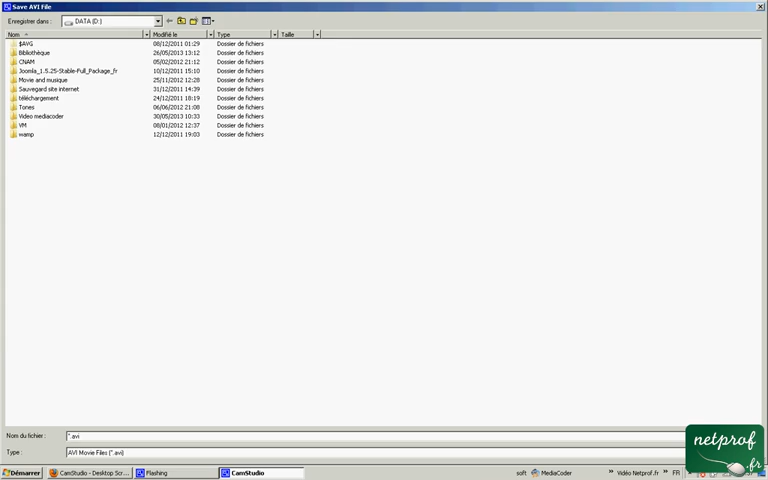 Save AVI File
Enregistrer dans : DATA (D:)
Nom Modifié le Type Taille
$AVG 08/12/2011 01:29 Dossier de fichiers
Bibliothèque 26/05/2013 13:12 Dossier de fichiers
CNAM 05/02/2012 21:12 Dossier de fichiers
Joomla_1.5.25-Stable-Full_Package_fr 10/12/2011 15:10 Dossier de fichiers
Movie and musique 25/11/2012 12:28 Dossier de fichiers
Sauvegard site internet 31/12/2011 14:39 Dossier de fichiers
téléchargement 24/12/2011 18:19 Dossier de fichiers
Tones 06/06/2012 21:08 Dossier de fichiers
Video mediacoder 30/05/2013 10:33 Dossier de fichiers
VM 08/01/2012 12:37 Dossier de fichiers
wamp 12/12/2011 19:03 Dossier de fichiers
Nom du fichier : *.avi
Type : AVI Movie Files (*.avi)
netprof
.fr
Démarrer CamStudio - Desktop Scr... Flashing CamStudio soft MediaCoder » Vidéo Netprof.fr » FR